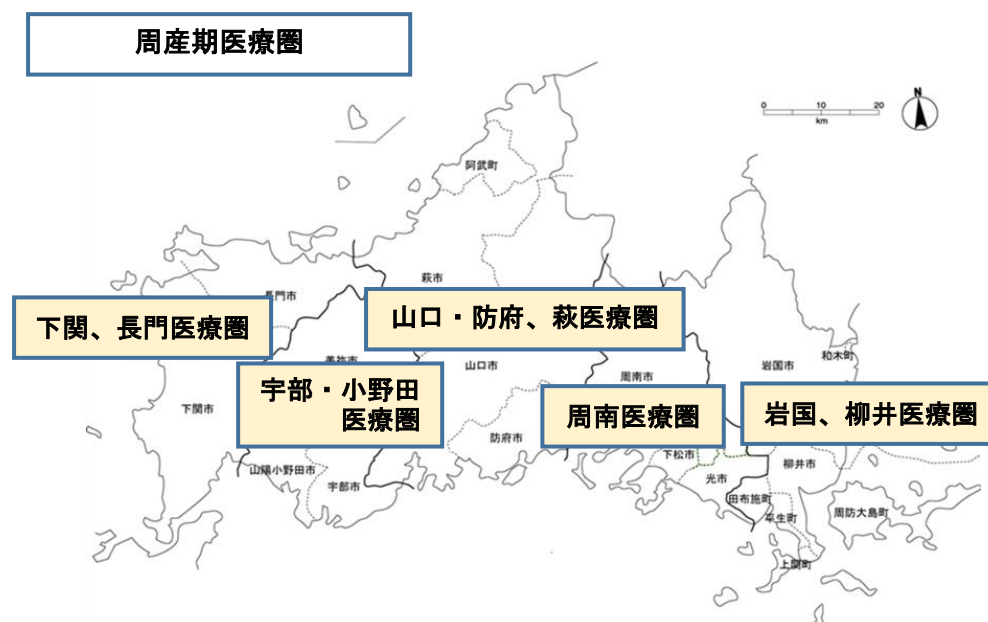 周産期医療圏
N
0 10 20
km
阿武町
萩市
長門市
下関、長門医療圏
山口・防府、萩医療圏
美祢市
山口市
周南市
岩国市
和木町
宇部・小野田
医療圏
周南医療圏
岩国、柳井医療圏
下関市
防府市
下松市
山陽小野田市
宇部市
光市
柳井市
田布施町
平生町
周防大島町
上関町